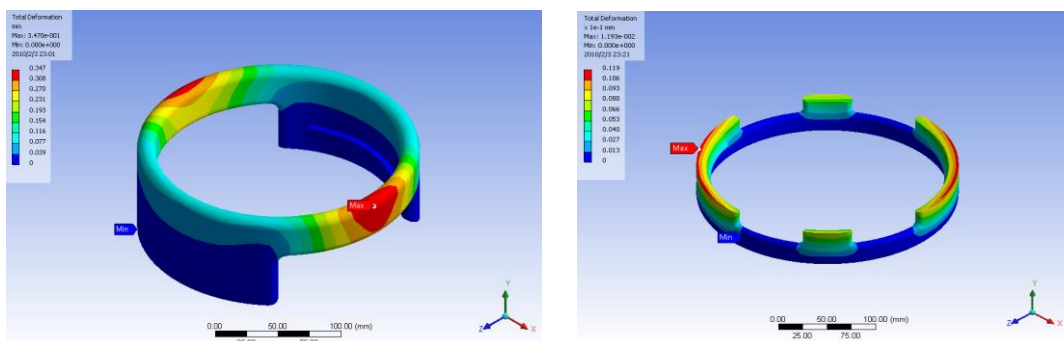 Total Deformation
mm
Max: 3.470e-001
Min: 0.000e+000
2010/2/3 23:01
0.347
0.308
0.270
0.231
0.193
0.154
0.116
0.077
0.039
0
Max
Min
0.00 50.00 100.00 (mm)
25.00 75.00
Y
Z
X
Total Deformation
x 1e-1 mm
Max: 1.193e-002
Min: 0.000e+000
2010/2/3 23:21
0.119
0.106
0.093
0.080
0.066
0.053
0.040
0.027
0.013
0
Max
Min
0.00 50.00 100.00 (mm)
25.00 75.00
Y
Z
X